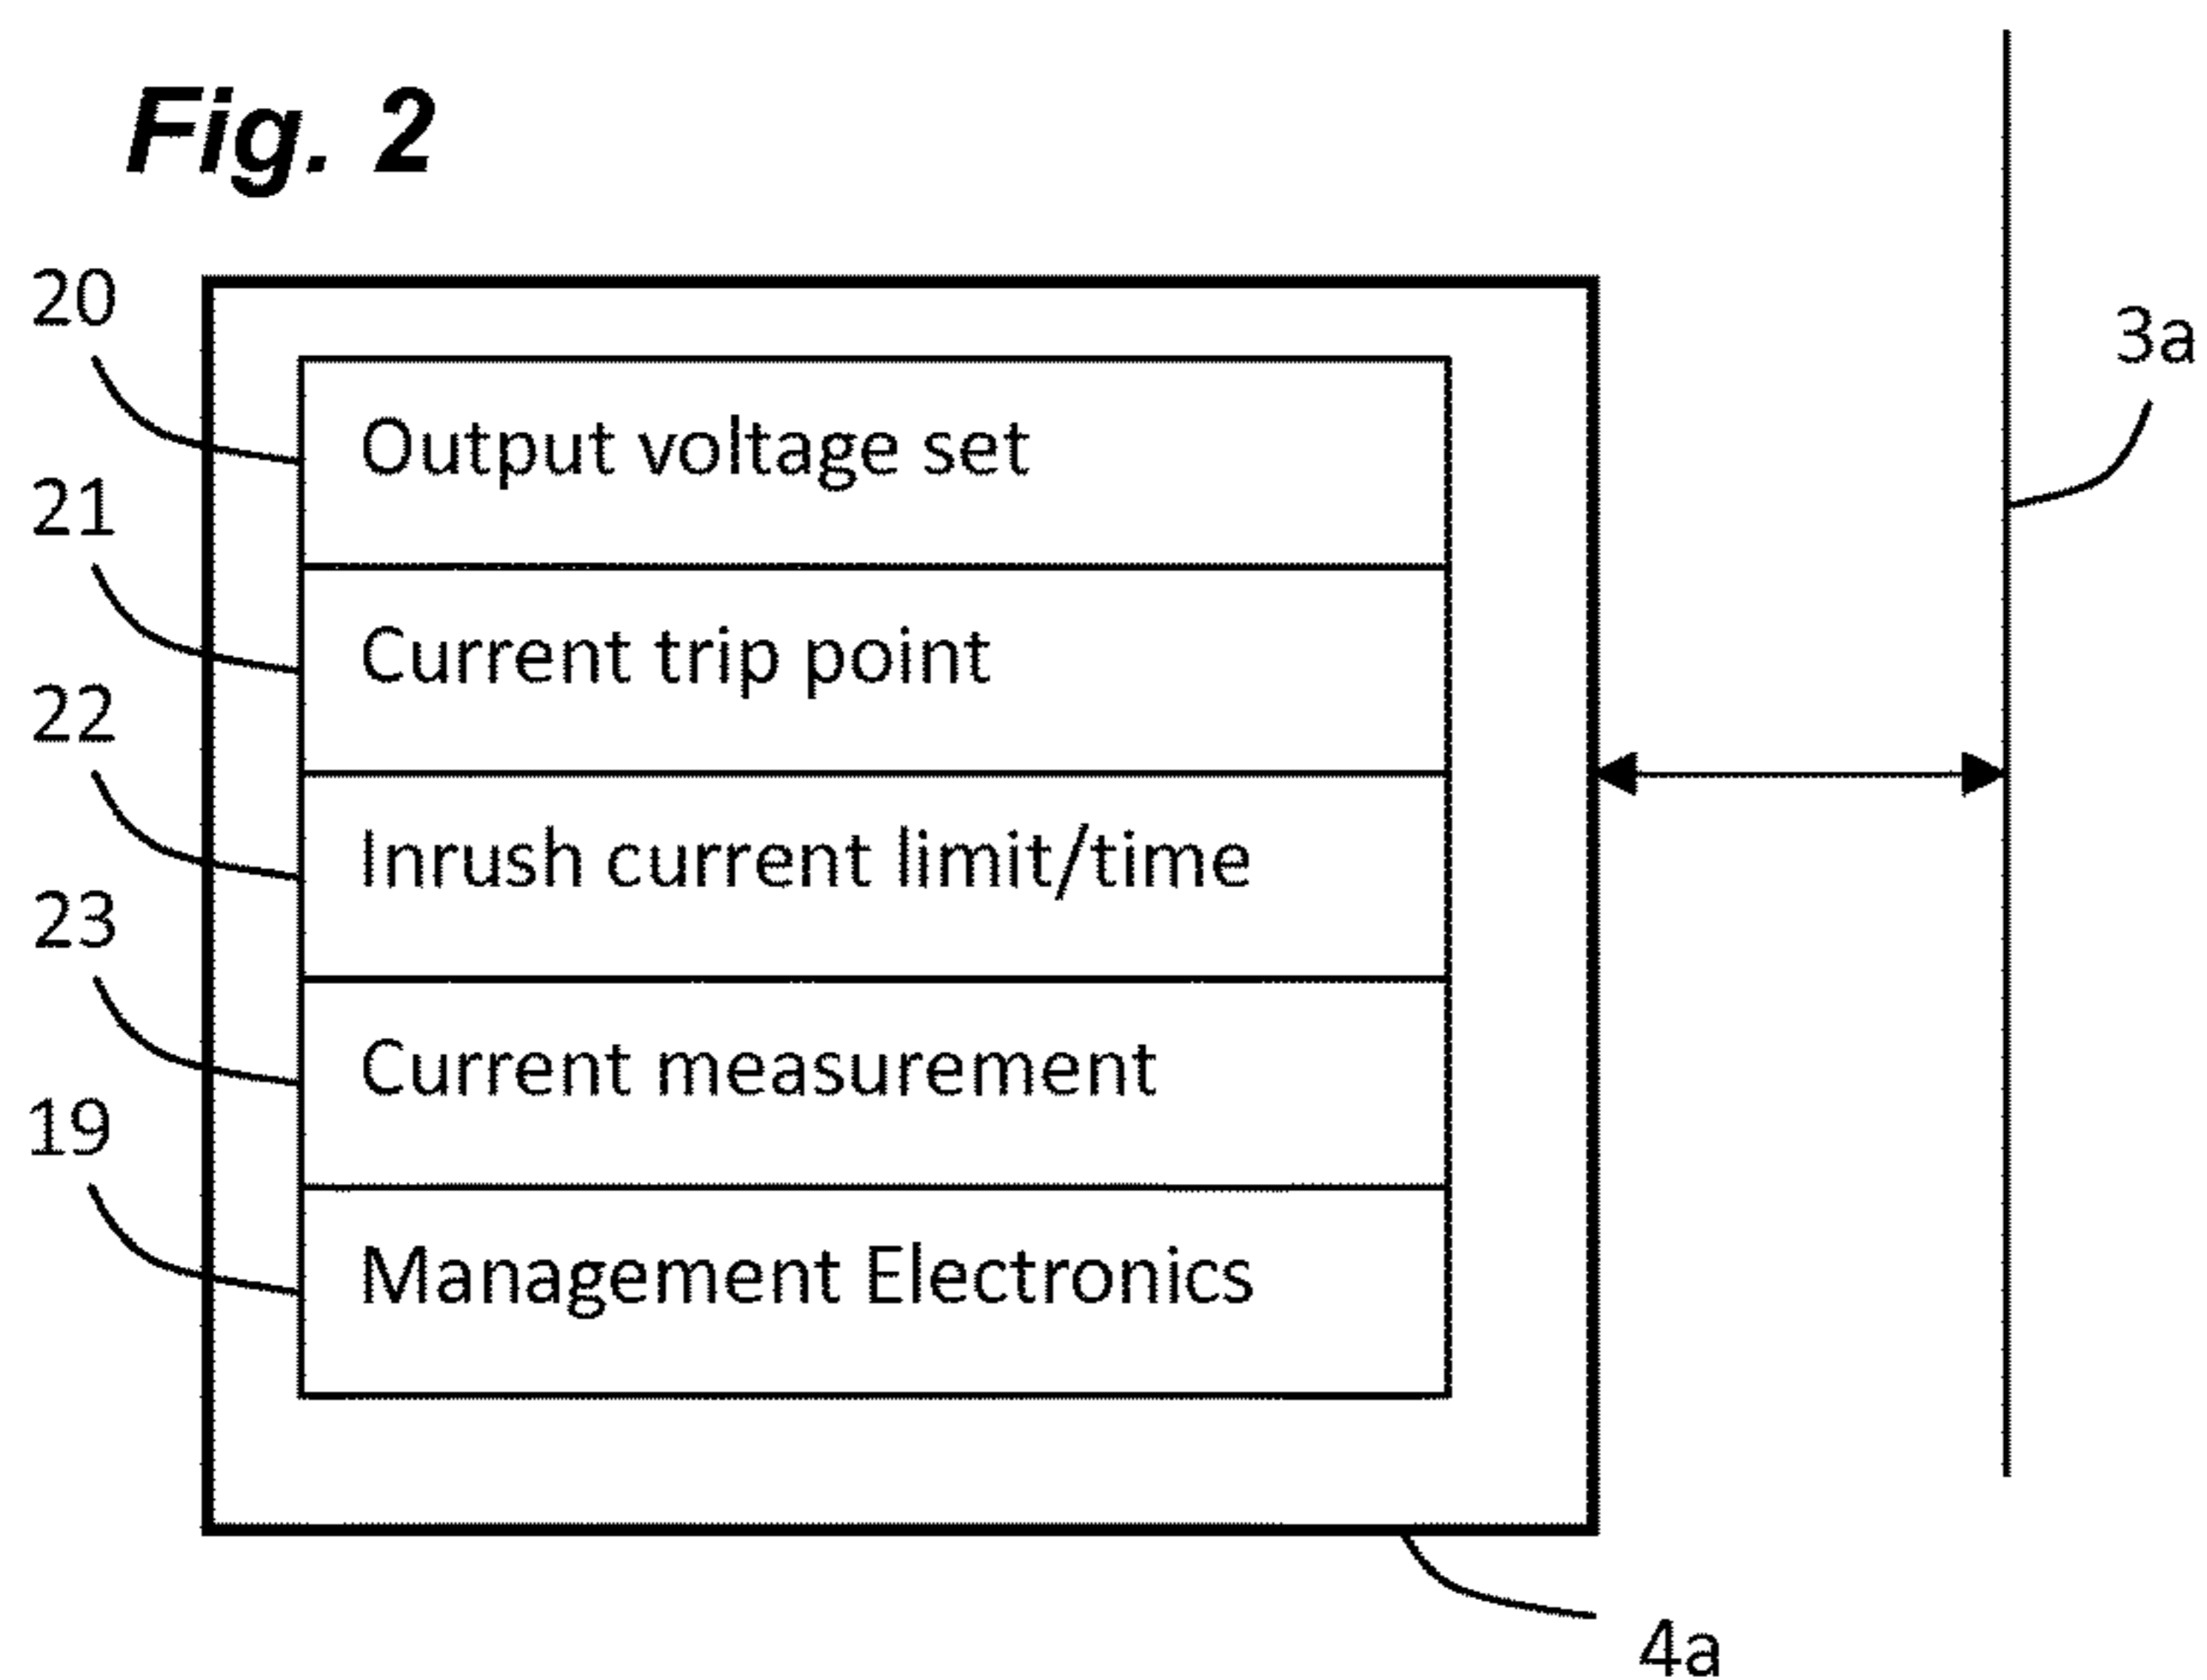 Fig. 2
20
Output voltage set
3a
21
Current trip point
22
Inrush current limit/time
23
Current measurement
19
Management Electronics
4a